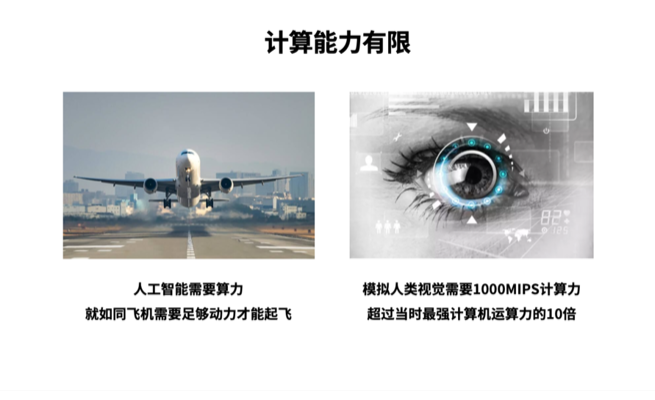 计算能力有限
82
125
人工智能需要算力
就如同飞机需要足够动力才能起飞
模拟人类视觉需要1000MIPS计算力
超过当时最强计算机运算力的10倍